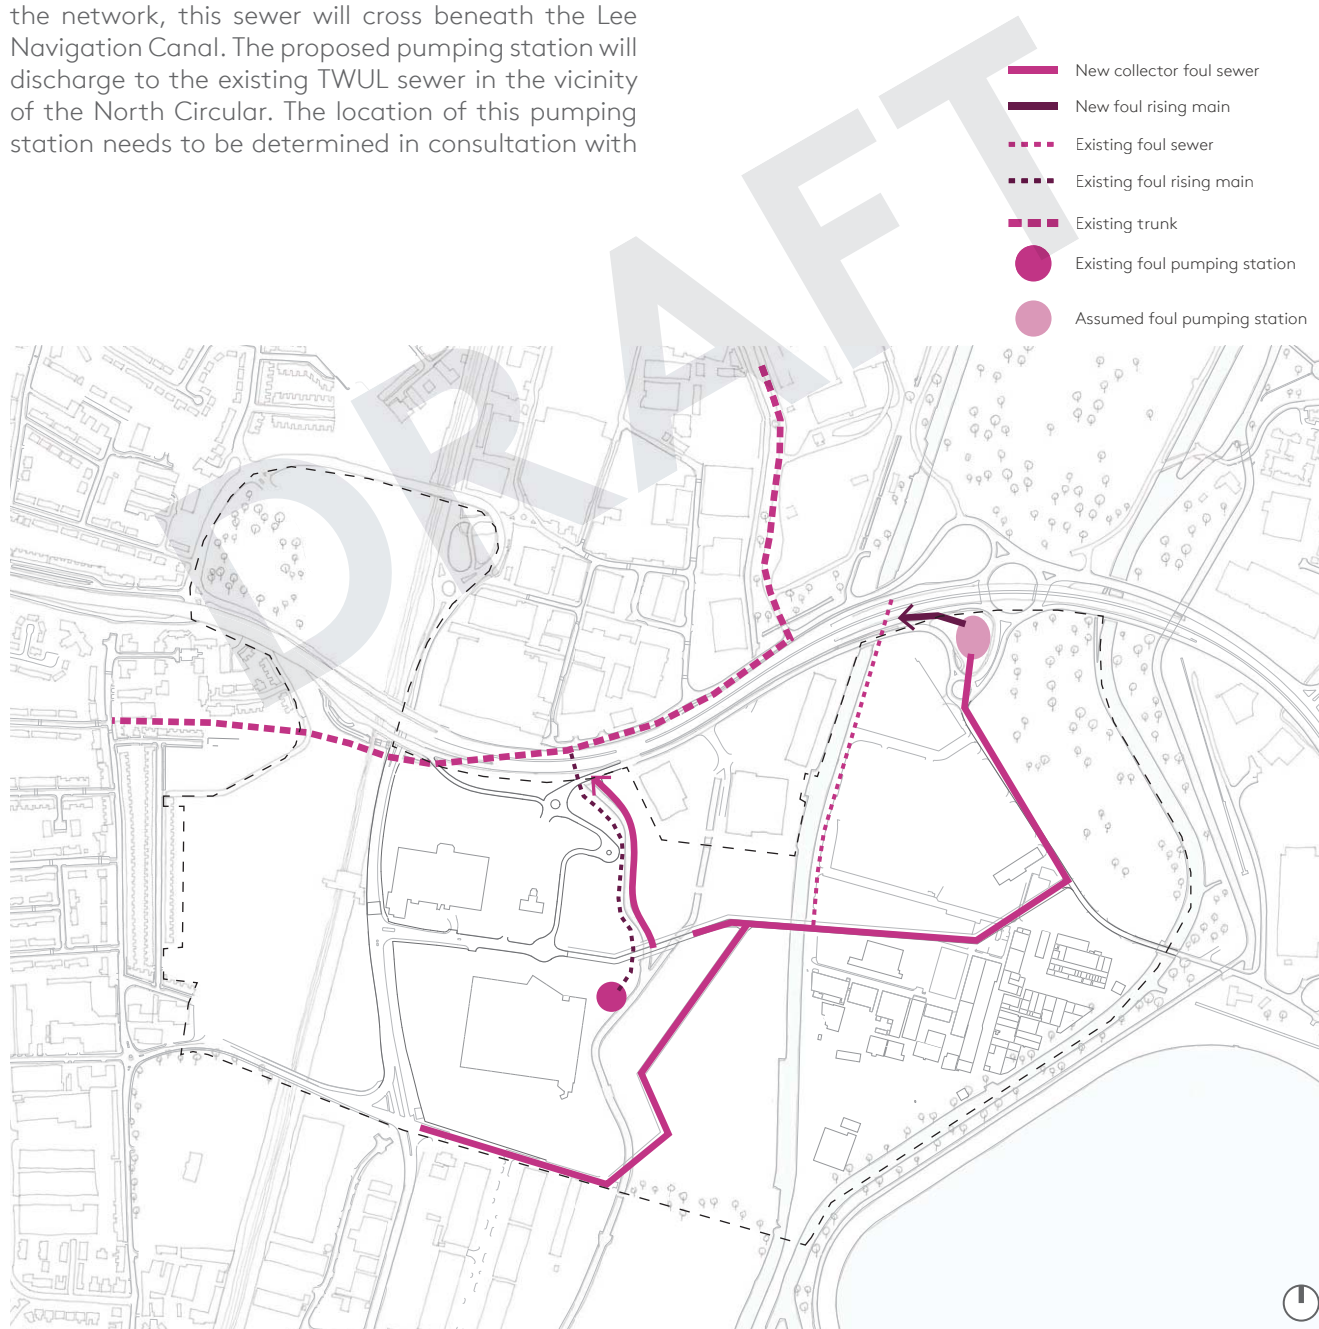 the network, this sewer will cross beneath the Lee
Navigation Canal. The proposed pumping station will
discharge to the existing TWUL sewer in the vicinity
of the North Circular. The location of this pumping
station needs to be determined in consultation with
New collector foul sewer
New foul rising main
Existing foul sewer
Existing foul rising main
Existing trunk
Existing foul pumping station
Assumed foul pumping station
DRAFT